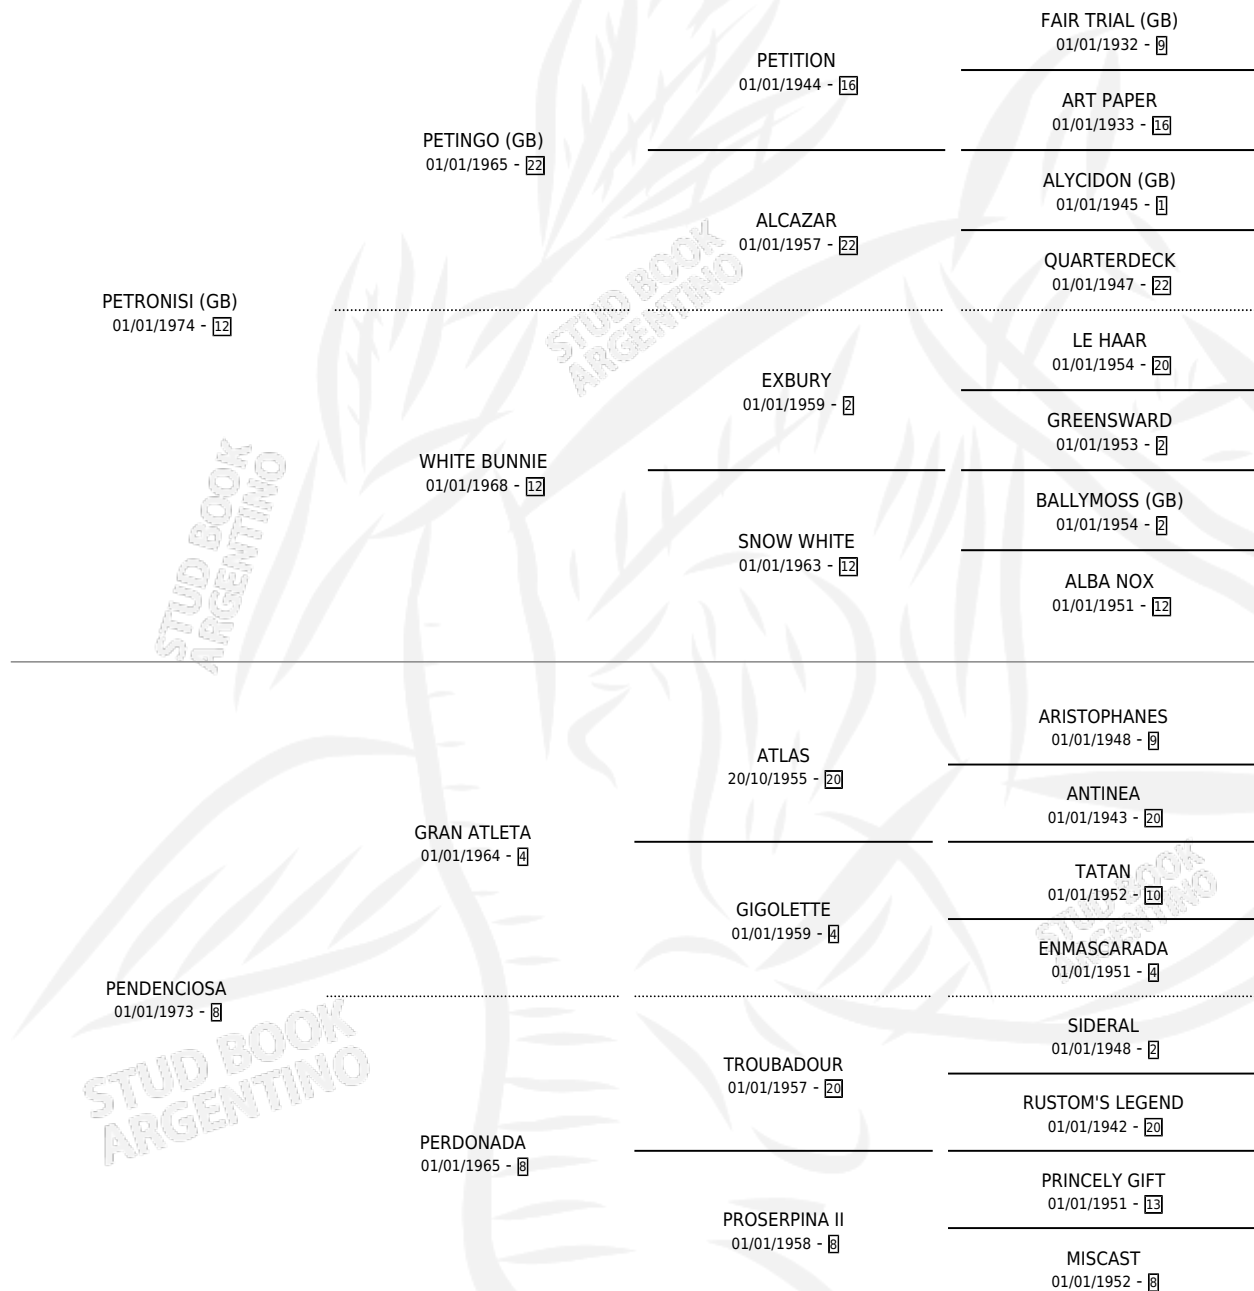 FAIR TRIAL (GB)
01/01/1932 - 9
PETITION
01/01/1944 - 16
ART PAPER
01/01/1933 - 16
PETINGO (GB)
01/01/1965 - 22
ALYCIDON (GB)
01/01/1945 - 1
ALCAZAR
01/01/1957 - 22
QUARTERDECK
01/01/1947 - 22
PETRONISI (GB)
01/01/1974 - 12
LE HAAR
01/01/1954 - 20
EXBURY
01/01/1959 - 2
GREENSWARD
01/01/1953 - 2
WHITE BUNNIE
01/01/1968 - 12
BALLYMOSS (GB)
01/01/1954 - 2
SNOW WHITE
01/01/1963 - 12
ALBA NOX
01/01/1951 - 12
ARISTOPHANES
01/01/1948 - 9
ATLAS
20/10/1955 - 20
ANTINEA
01/01/1943 - 20
GRAN ATLETA
01/01/1964 - 4
TATAN
01/01/1952 - 10
GIGOLETTE
01/01/1959 - 4
ENMASCARADA
01/01/1951 - 4
PENDENCIOSA
01/01/1973 - 8
SIDERAL
01/01/1948 - 2
TROUBADOUR
01/01/1957 - 20
RUSTOM'S LEGEND
01/01/1942 - 20
PERDONADA
01/01/1965 - 8
PRINCELY GIFT
01/01/1951 - 13
PROSERPINA II
01/01/1958 - 8
MISCAST
01/01/1952 - 8
STUD BOOK
ARGENTINO
STUD BOOK
ARGENTINO
STUD BOOK
ARGENTINO
STUD BOOK
ARGENTINO